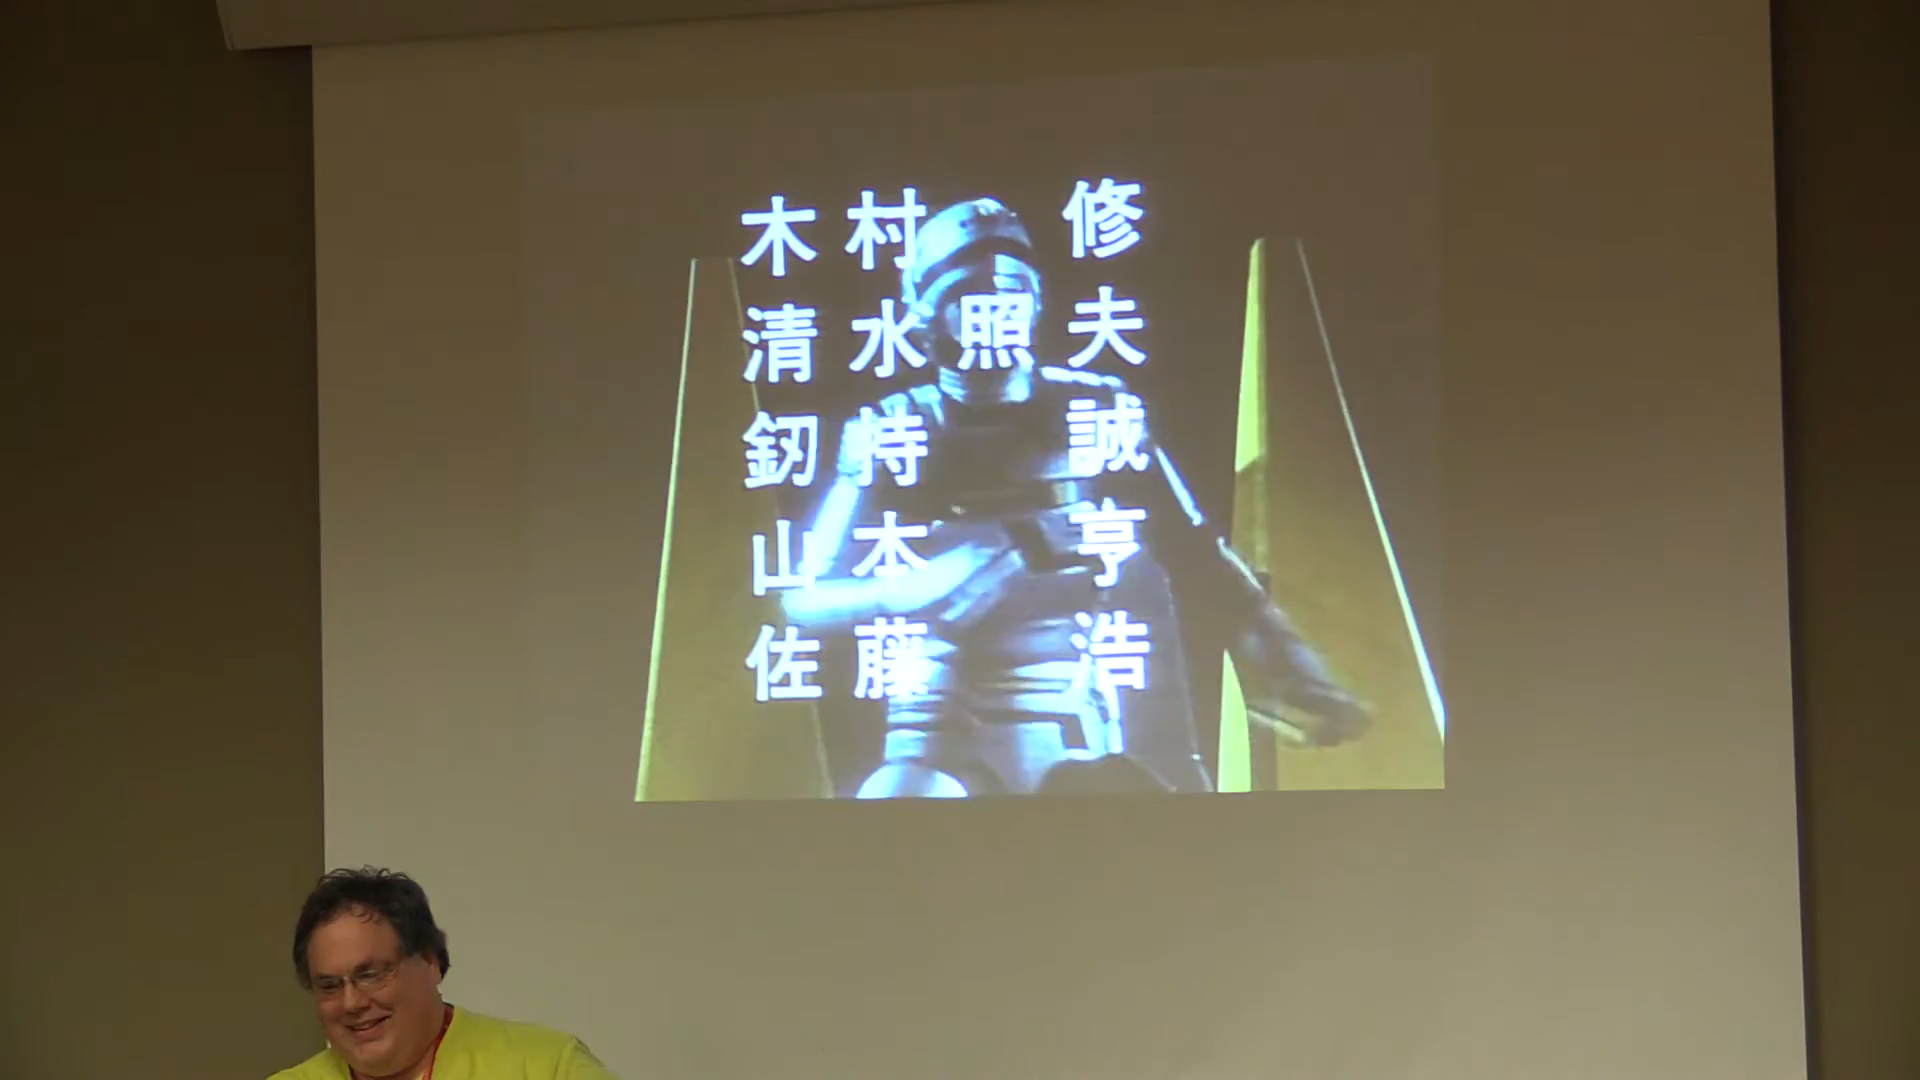 木村 修
清水照夫
釼持 誠
山本 亨
佐藤 浩